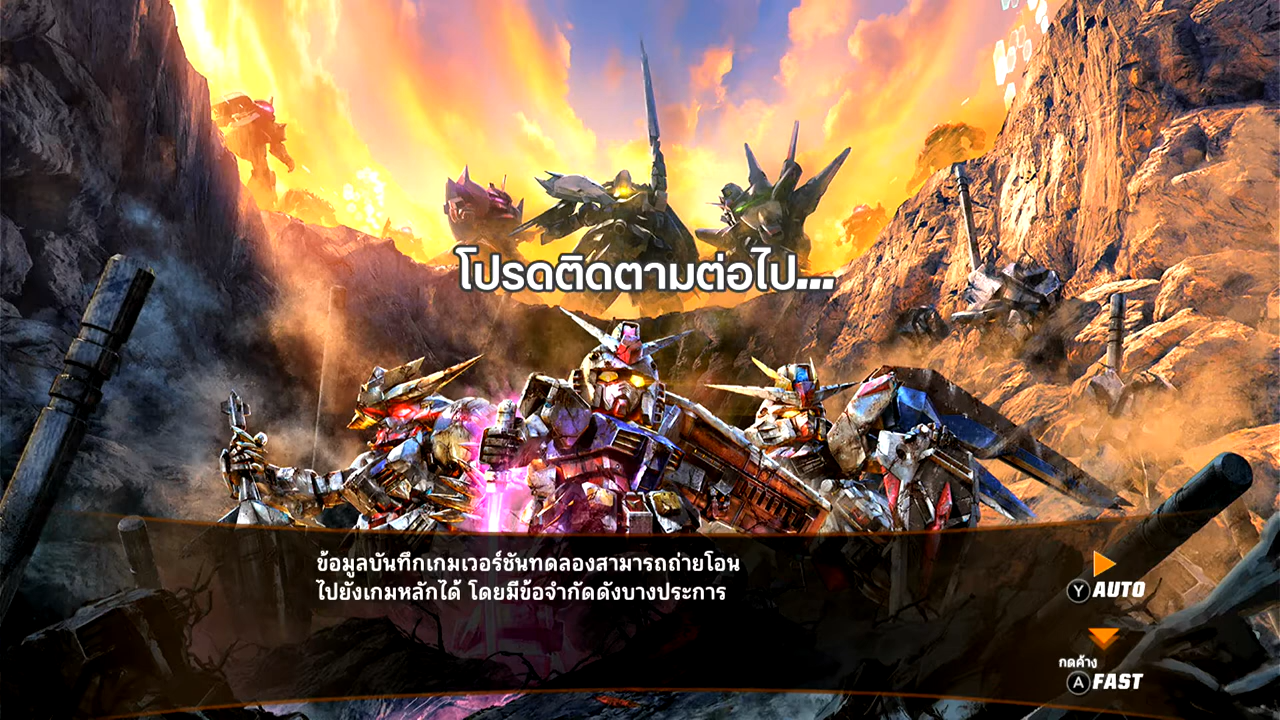 โปรดติดตามต่อไป...
ข้อมูลบันทึกเกมเวอร์ชันทดลองสามารถถ่ายโอน
ไปยังเกมหลักได้ โดยมีข้อจำกัดดังบางประการ
Y AUTO
กดค้าง
A FAST